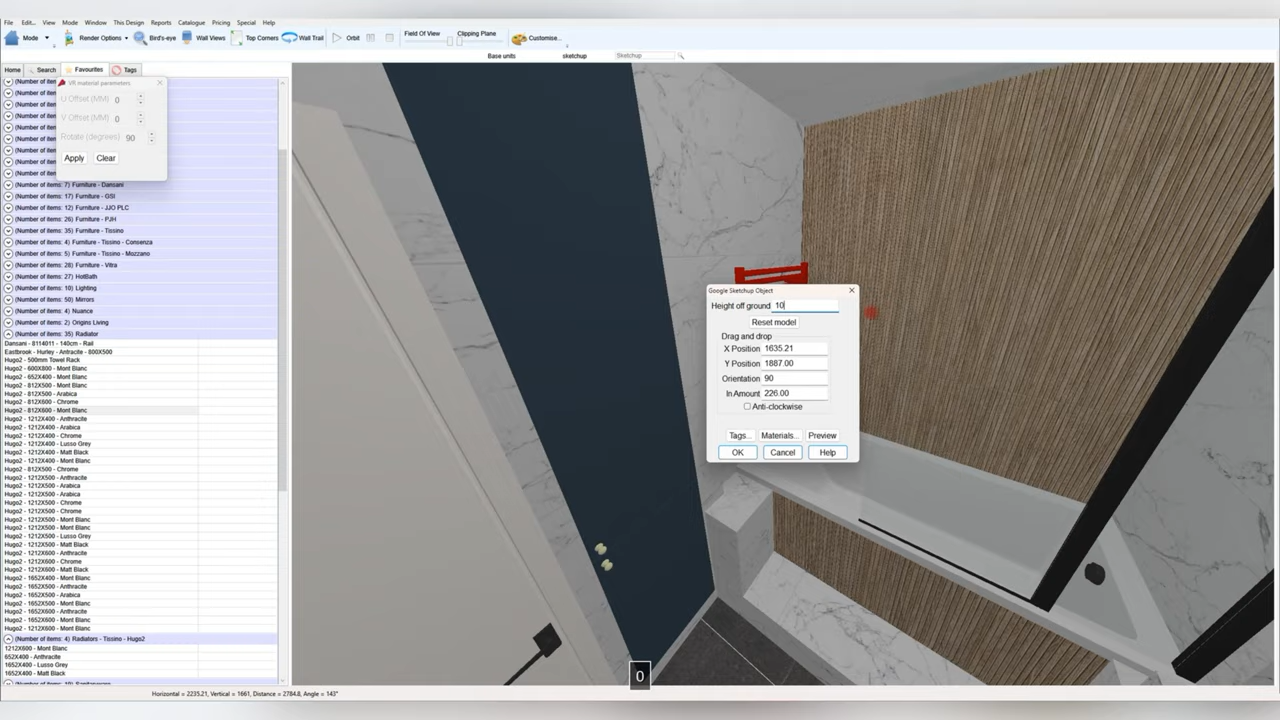 File Edit... View Mode Window This Design Reports Catalogue Pricing Special Help
Mode Render Options Bird's-eye Wall Views Top Corners Wall Trail Orbit Field Of View Clipping Plane Customise...
Base units sketchup Sketchup
Home Search Favourites Tags
VR material parameters
U Offset (MM) 0
V Offset (MM) 0
Rotate (degrees) 90
Apply Clear
(Number of items: 7) Furniture - Dansani
(Number of items: 17) Furniture - GSI
(Number of items: 12) Furniture - JJO PLC
(Number of items: 26) Furniture - PJH
(Number of items: 35) Furniture - Tissino
(Number of items: 4) Furniture - Tissino - Consenza
(Number of items: 5) Furniture - Tissino - Mozzano
(Number of items: 28) Furniture - Vitra
(Number of items: 27) HotBath
(Number of items: 10) Lighting
(Number of items: 50) Mirrors
(Number of items: 4) Nuance
(Number of items: 2) Origins Living
(Number of items: 35) Radiator
Dansani - 8114011 - 140cm - Rail
Eastbrook - Hurley - Antracite - 800X500
Hugo2 - 500mm Towel Rack
Hugo2 - 600X800 - Mont Blanc
Hugo2 - 652X400 - Mont Blanc
Hugo2 - 812X500 - Mont Blanc
Hugo2 - 812X500 - Arabica
Hugo2 - 812X600 - Chrome
Hugo2 - 812X600 - Mont Blanc
Hugo2 - 1212X400 - Anthracite
Hugo2 - 1212X400 - Arabica
Hugo2 - 1212X400 - Chrome
Hugo2 - 1212X400 - Lusso Grey
Hugo2 - 1212X400 - Matt Black
Hugo2 - 1212X400 - Mont Blanc
Hugo2 - 812X500 - Chrome
Hugo2 - 1212X500 - Anthracite
Hugo2 - 1212X500 - Arabica
Hugo2 - 1212X500 - Arabica
Hugo2 - 1212X500 - Chrome
Hugo2 - 1212X500 - Mont Blanc
Hugo2 - 1212X500 - Mont Blanc
Hugo2 - 1212X500 - Lusso Grey
Hugo2 - 1212X500 - Matt Black
Hugo2 - 1212X600 - Anthracite
Hugo2 - 1212X600 - Chrome
Hugo2 - 1212X600 - Matt Black
Hugo2 - 1652X400 - Mont Blanc
Hugo2 - 1652X500 - Anthracite
Hugo2 - 1652X500 - Arabica
Hugo2 - 1652X500 - Mont Blanc
Hugo2 - 1652X600 - Anthracite
Hugo2 - 1652X600 - Mont Blanc
Hugo2 - 1212X600 - Mont Blanc
(Number of items: 4) Radiators - Tissino - Hugo2
1212X600 - Mont Blanc
652X400 - Anthracite
1652X400 - Lusso Grey
1652X400 - Matt Black
Google Sketchup Object
Height off ground 10
Reset model
Drag and drop
X Position 1635.21
Y Position 1887.00
Orientation 90
In Amount 226.00
Anti-clockwise
Tags... Materials... Preview
OK Cancel Help
0
Horizontal = 2235.21, Vertical = 1661, Distance = 2784.8, Angle = 143°